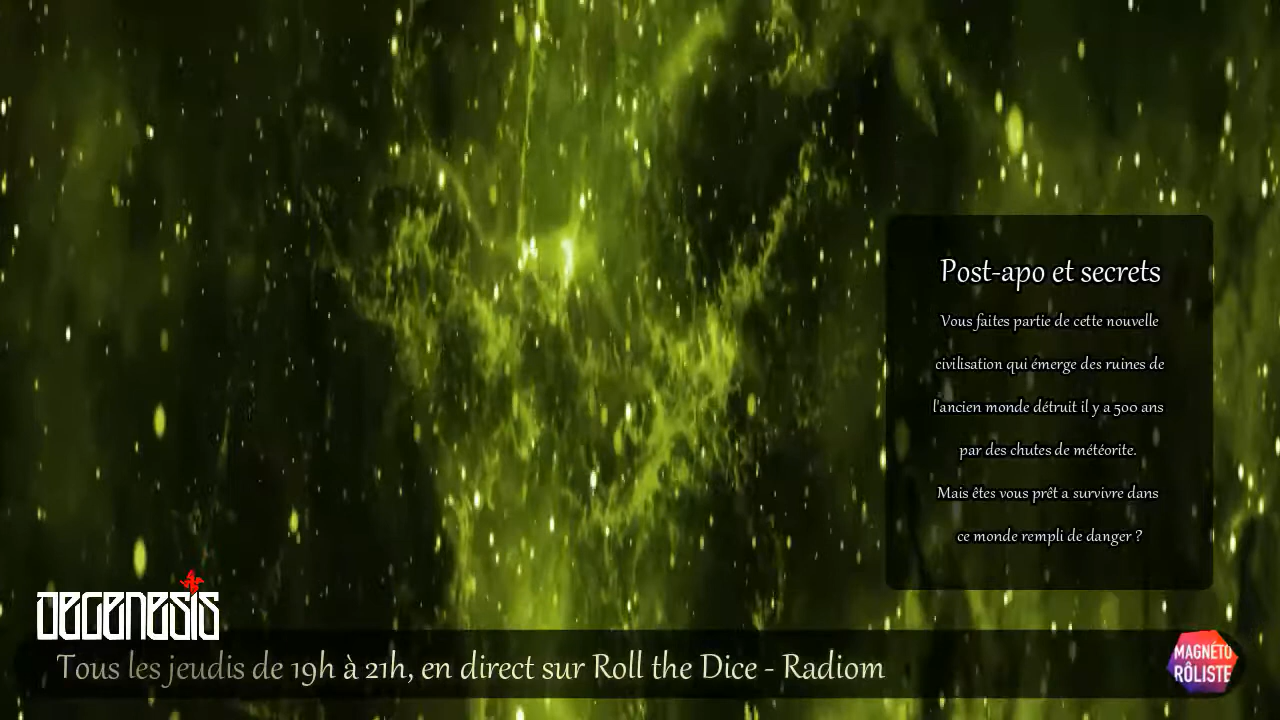 Post-apo et secrets
Vous faites partie de cette nouvelle
civilisation qui émerge des ruines de
l'ancien monde détruit il y a 500 ans
par des chutes de météorite.
Mais êtes vous prêt a survivre dans
ce monde rempli de danger ?
DEGENESIS
Tous les jeudis de 19h à 21h, en direct sur Roll the Dice - Radiom
MAGNÉTO
RÔLISTE